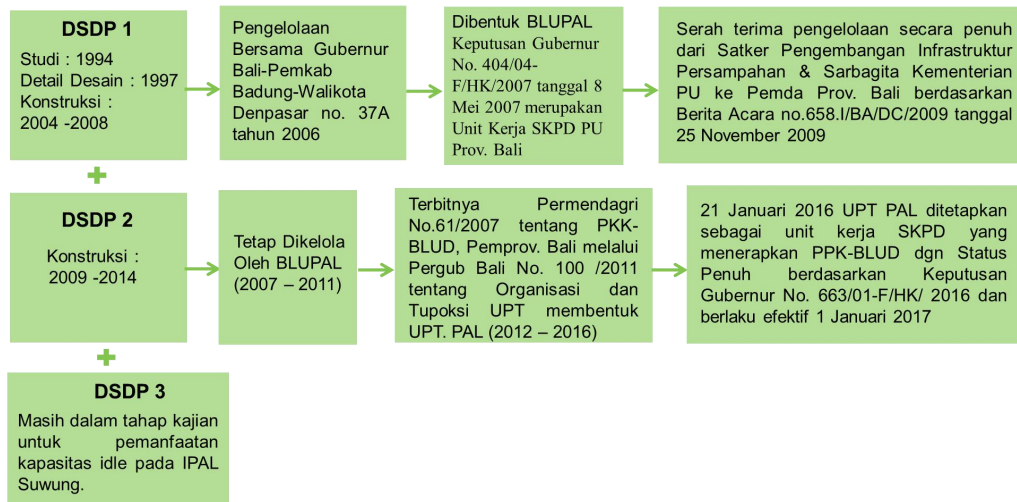 DSDP 1
Studi : 1994
Detail Desain : 1997
Konstruksi :
2004 -2008
Pengelolaan
Bersama Gubernur
Bali-Pemkab
Badung-Walikota
Denpasar no. 37A
tahun 2006
Dibentuk BLUPAL
Keputusan Gubernur
No. 404/04-
F/HK/2007 tanggal 8
Mei 2007 merupakan
Unit Kerja SKPD PU
Prov. Bali
Serah terima pengelolaan secara penuh
dari Satker Pengembangan Infrastruktur
Persampahan & Sarbagita Kementerian
PU ke Pemda Prov. Bali berdasarkan
Berita Acara no.658.I/BA/DC/2009 tanggal
25 November 2009
+
DSDP 2
Konstruksi :
2009 -2014
Tetap Dikelola
Oleh BLUPAL
(2007 – 2011)
Terbitnya Permendagri
No.61/2007 tentang PKK-
BLUD, Pemprov. Bali melalui
Pergub Bali No. 100 /2011
tentang Organisasi dan
Tupoksi UPT membentuk
UPT. PAL (2012 – 2016)
21 Januari 2016 UPT PAL ditetapkan
sebagai unit kerja SKPD yang
menerapkan PPK-BLUD dgn Status
Penuh berdasarkan Keputusan
Gubernur No. 663/01-F/HK/ 2016 dan
berlaku efektif 1 Januari 2017
+
DSDP 3
Masih dalam tahap kajian
untuk pemanfaatan
kapasitas idle pada IPAL
Suwung.